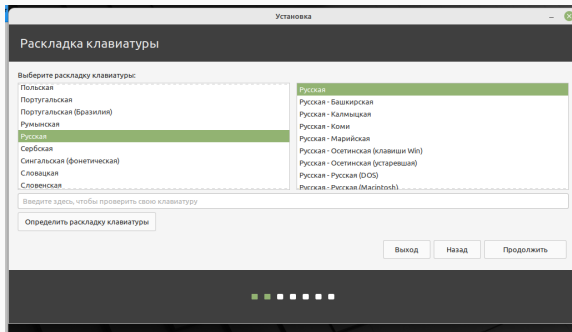 Установка
Раскладка клавиатуры
Выберите раскладку клавиатуры:
Польская
Португальская
Португальская (Бразилия)
Румынская
Русская
Сербская
Сингальская (фонетическая)
Словацкая
Словенская
Русская
Русская - Башкирская
Русская - Калмыцкая
Русская - Коми
Русская - Марийская
Русская - Осетинская (клавиши Win)
Русская - Осетинская (устаревшая)
Русская - Русская (DOS)
Русская - Русская (Macintosh)
Введите здесь, чтобы проверить свою клавиатуру
Определить раскладку клавиатуры
Выход Назад Продолжить